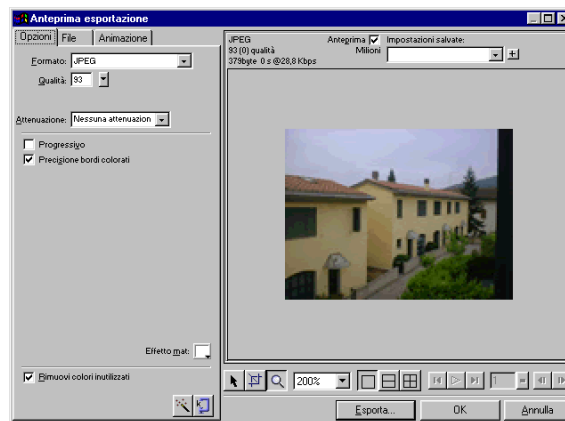 Anteprima esportazione
Opzioni File Animazione
Formato: JPEG
Qualità: 93
Attenuazione: Nessuna attenuazion
Progressivo
Precisione bordi colorati
Effetto mat:
Rimuovi colori inutilizzati
JPEG Anteprima Impostazioni salvate:
93 (0) qualità Milioni
379byte 0 s @28,8 Kbps
200% 1
Esporta... OK Annulla